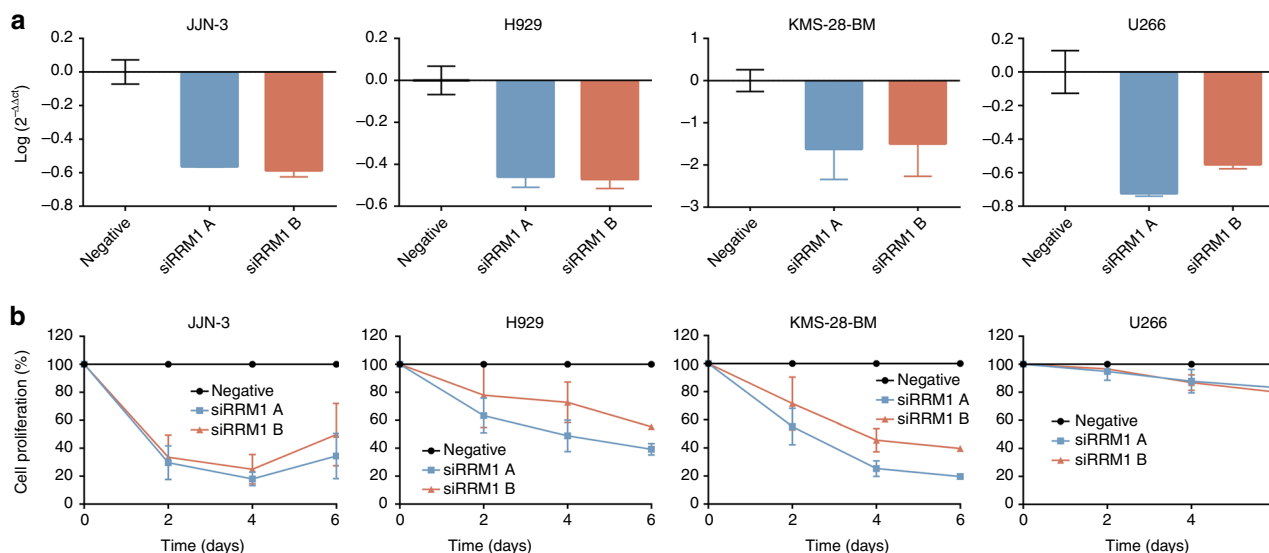 a
JJN-3
H929
KMS-28-BM
U266
Log (2⁻ΔΔct)
0.2
0.0
−0.2
−0.4
−0.6
−0.8
Negative
siRRM1 A
siRRM1 B
0.2
0.0
−0.2
−0.4
−0.6
Negative
siRRM1 A
siRRM1 B
1
0
−1
−2
−3
Negative
siRRM1 A
siRRM1 B
0.2
0.0
−0.2
−0.4
−0.6
−0.8
Negative
siRRM1 A
siRRM1 B
b
JJN-3
H929
KMS-28-BM
U266
Cell proliferation (%)
120
100
80
60
40
20
0
Negative
siRRM1 A
siRRM1 B
0 2 4 6
Time (days)
120
100
80
60
40
20
0
Negative
siRRM1 A
siRRM1 B
0 2 4 6
Time (days)
120
100
80
60
40
20
0
Negative
siRRM1 A
siRRM1 B
0 2 4 6
Time (days)
120
100
80
60
40
20
0
Negative
siRRM1 A
siRRM1 B
0 2 4
Time (days)